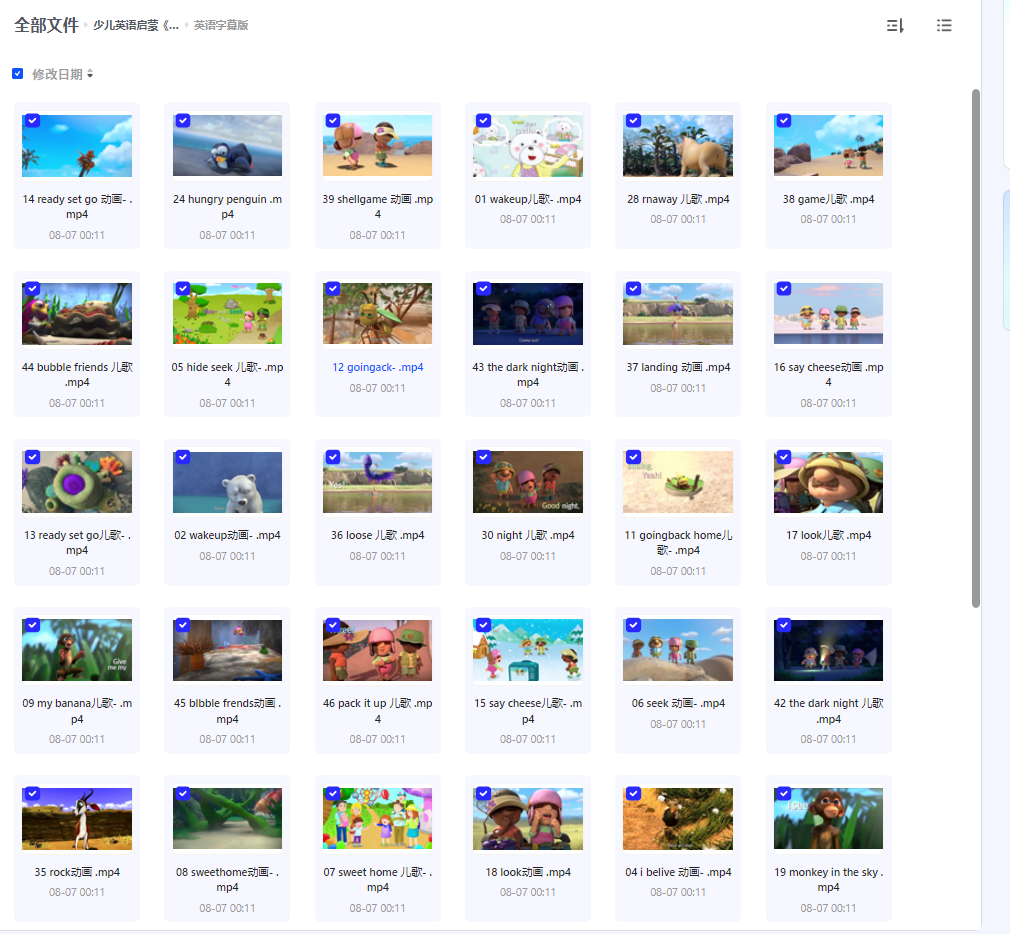 全部文件 › 少儿英语启蒙《... › 英语字幕版
修改日期
14 ready set go 动画- .
mp4
08-07 00:11
24 hungry penguin .m
p4
08-07 00:11
39 shellgame 动画 .mp
4
08-07 00:11
01 wakeup儿歌- .mp4
08-07 00:11
28 rnaway 儿歌 .mp4
08-07 00:11
38 game儿歌 .mp4
08-07 00:11
44 bubble friends 儿歌
.mp4
08-07 00:11
05 hide seek 儿歌- .mp
4
08-07 00:11
12 goingack- .mp4
08-07 00:11
Come out!
43 the dark night动画 .
mp4
08-07 00:11
37 landing 动画 .mp4
08-07 00:11
16 say cheese动画 .mp
4
08-07 00:11
13 ready set go儿歌- .
mp4
08-07 00:11
02 wakeup动画- .mp4
08-07 00:11
Yes!
36 loose 儿歌 .mp4
08-07 00:11
Good night.
30 night 儿歌 .mp4
08-07 00:11
Yeah!
11 goingback home儿
歌- .mp4
08-07 00:11
17 look儿歌 .mp4
08-07 00:11
Give
me my
09 my banana儿歌- .m
p4
08-07 00:11
45 blbble frends动画 .
mp4
08-07 00:11
46 pack it up 儿歌 .mp
4
08-07 00:11
15 say cheese儿歌- .m
p4
08-07 00:11
06 seek 动画- .mp4
08-07 00:11
42 the dark night 儿歌
.mp4
08-07 00:11
35 rock动画 .mp4
08-07 00:11
08 sweethome动画- .
mp4
08-07 00:11
07 sweet home 儿歌- .
mp4
08-07 00:11
18 look动画 .mp4
08-07 00:11
04 i belive 动画- .mp4
08-07 00:11
19 monkey in the sky .
mp4
08-07 00:11